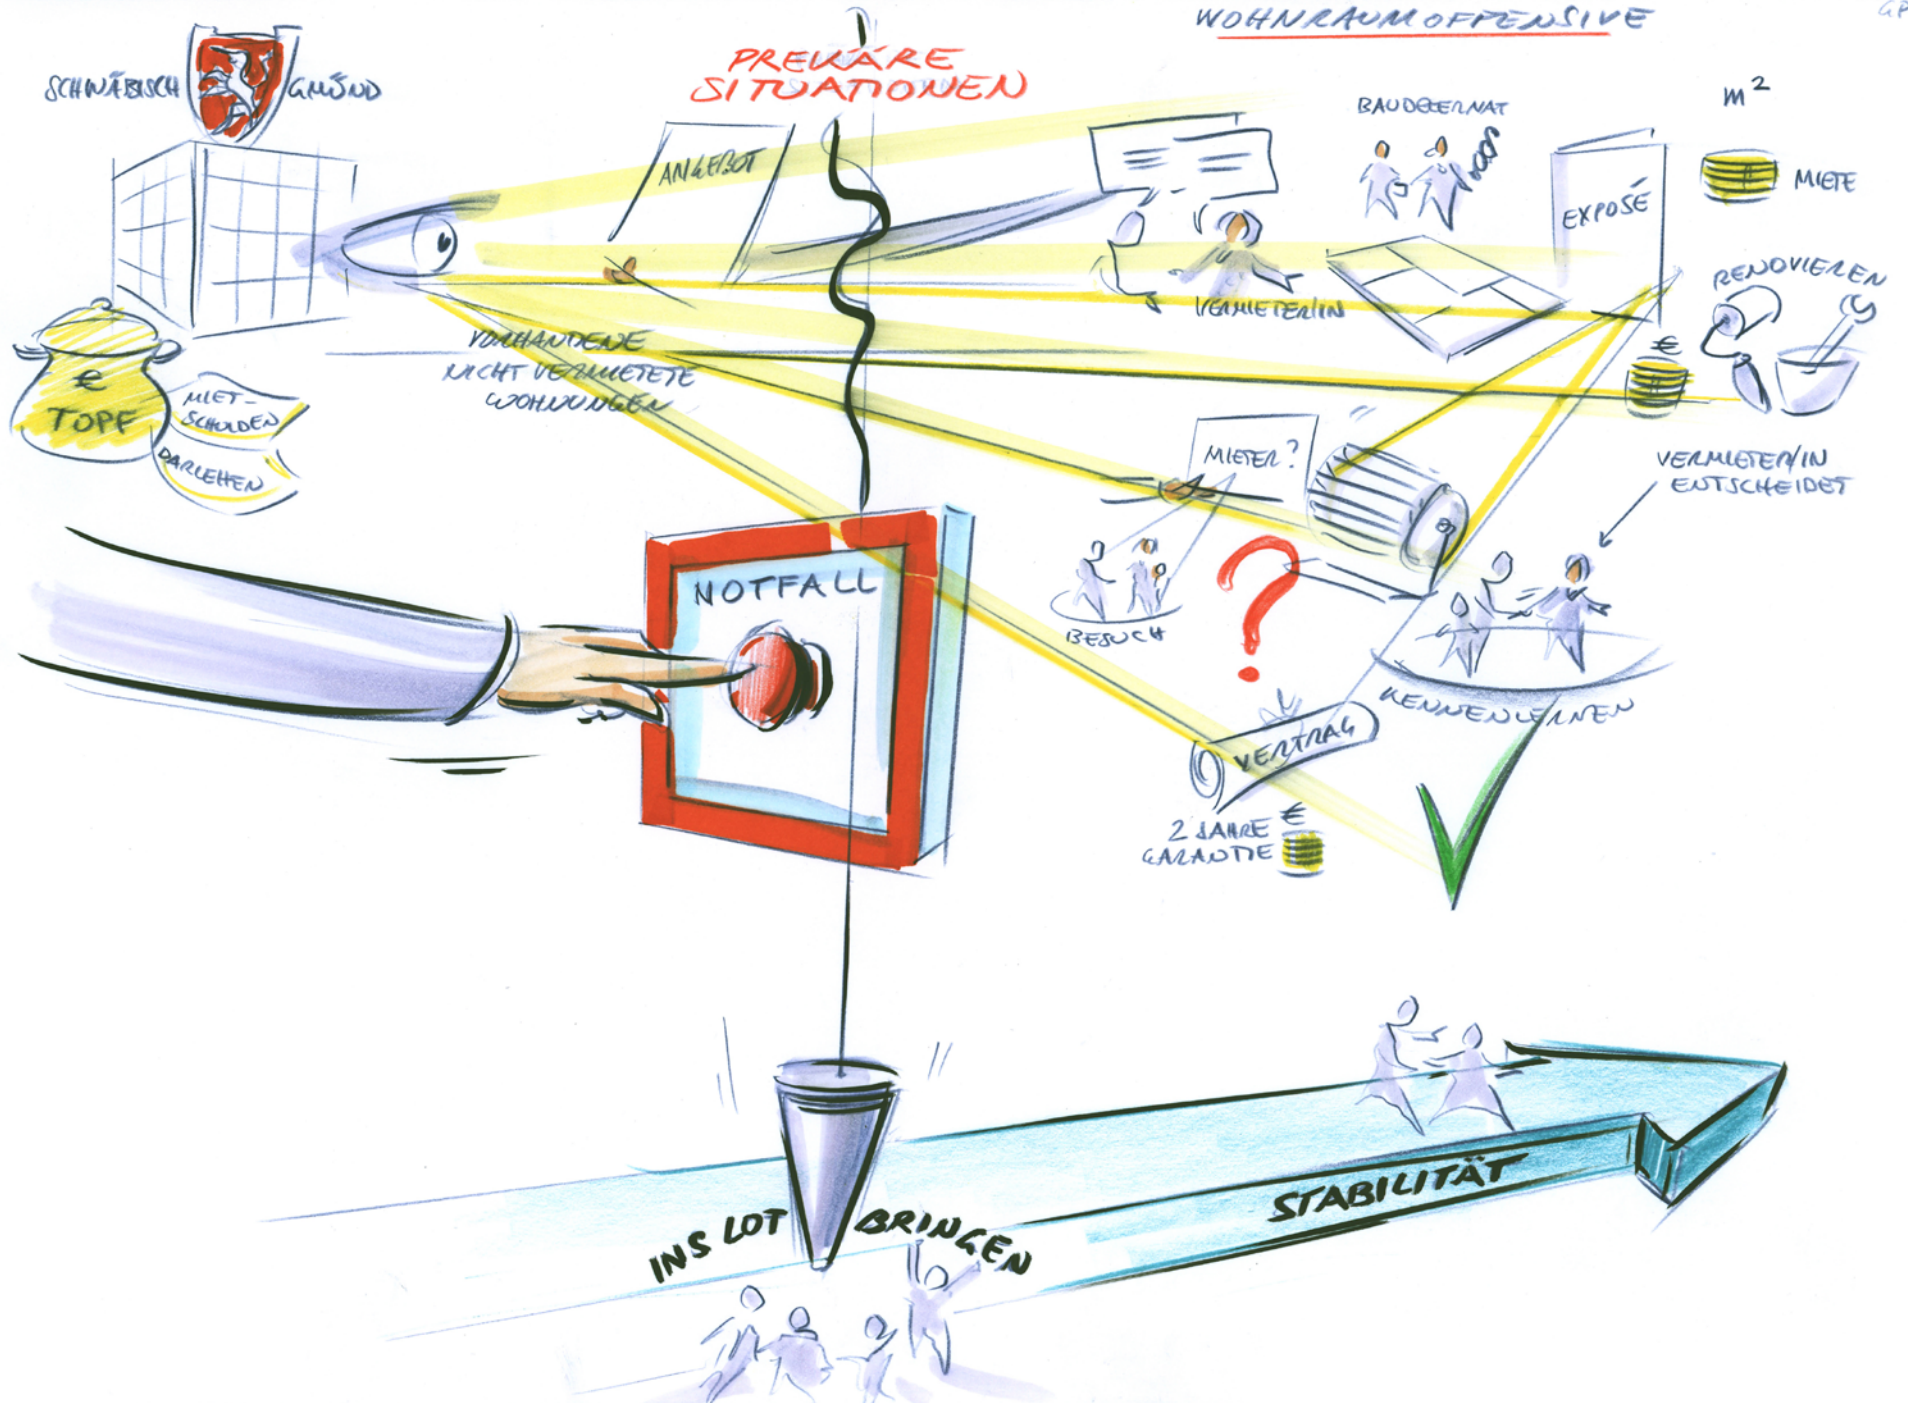 WOHNRAUMOFFENSIVE
GP
SCHWÄBISCH GMÜND
PREKÄRE
SITUATIONEN
ANGEBOT
BAUDEZERNAT
m²
EXPOSÉ
MIETE
VERMIETER/IN
RENOVIEREN
€
VORHANDENE
NICHT VERMIETETE
WOHNUNGEN
€
TOPF
MIET-
SCHULDEN
DARLEHEN
MIETER?
VERMIETER/IN
ENTSCHEIDET
NOTFALL
?
BESUCH
KENNENLERNEN
VERTRAG
2 JAHRE €
GARANTIE
INS LOT BRINGEN
STABILITÄT